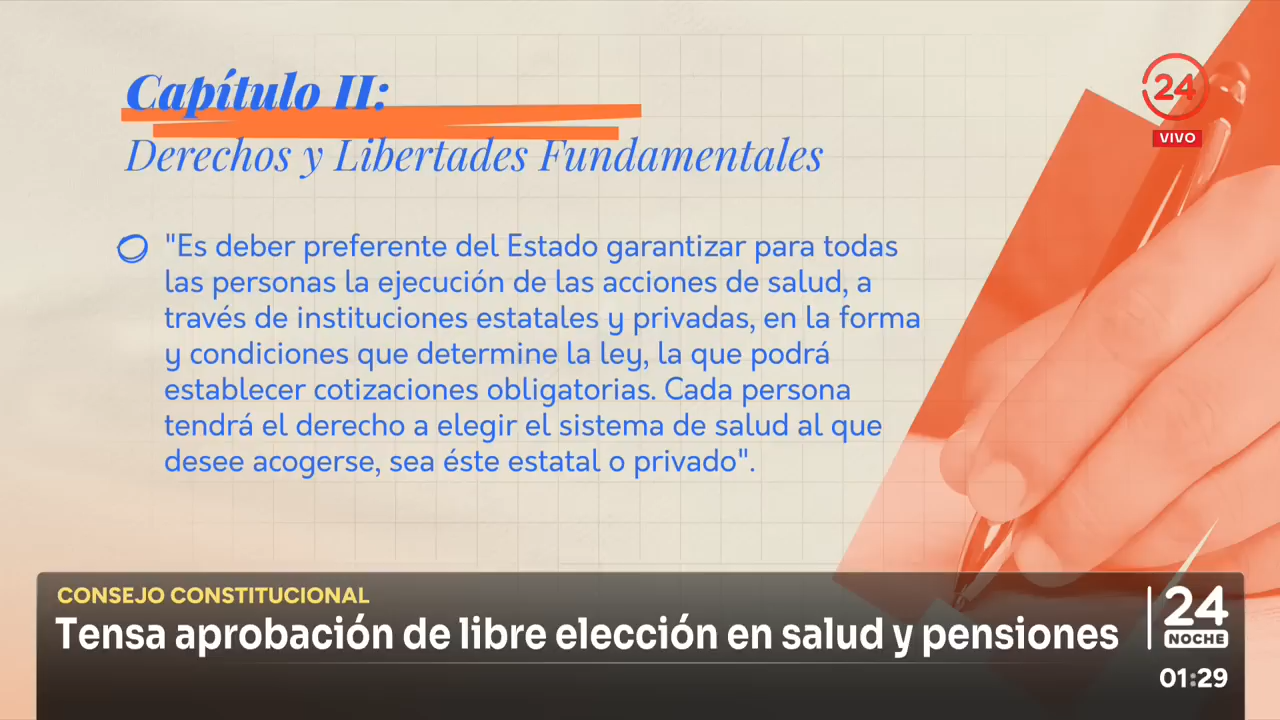 Capítulo II:
Derechos y Libertades Fundamentales
"Es deber preferente del Estado garantizar para todas
las personas la ejecución de las acciones de salud, a
través de instituciones estatales y privadas, en la forma
y condiciones que determine la ley, la que podrá
establecer cotizaciones obligatorias. Cada persona
tendrá el derecho a elegir el sistema de salud al que
desee acogerse, sea éste estatal o privado".
24
VIVO
CONSEJO CONSTITUCIONAL
Tensa aprobación de libre elección en salud y pensiones
24
NOCHE
01:29